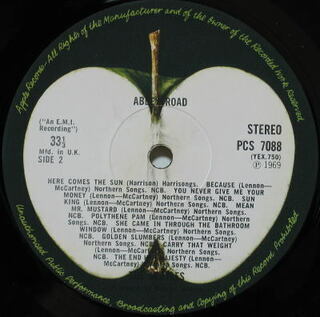 Apple Records—All Rights of the Manufacturer and of the Owner of the Recorded Work Reserved.
ABBEY ROAD
("An E.M.I. Recording")
33⅓
Mfd. in U.K.
SIDE 2
STEREO
PCS 7088
(YEX.750)
Ⓟ 1969
HERE COMES THE SUN (Harrison) Harrisongs. BECAUSE (Lennon—
McCartney) Northern Songs. NCB. YOU NEVER GIVE ME YOUR
MONEY (Lennon—McCartney) Northern Songs. NCB. SUN
KING (Lennon—McCartney) Northern Songs. NCB. MEAN
MR. MUSTARD (Lennon—McCartney) Northern Songs.
NCB. POLYTHENE PAM (Lennon—McCartney) Northern
Songs. NCB. SHE CAME IN THROUGH THE BATHROOM
WINDOW (Lennon—McCartney) Northern Songs.
NCB. GOLDEN SLUMBERS (Lennon—McCartney)
Northern Songs. NCB. CARRY THAT WEIGHT
(Lennon—McCartney) Northern Songs.
NCB. THE END HER MAJESTY (Lennon—
McCartney) Northern Songs. NCB.
Unauthorised Public Performance, Broadcasting and Copying of this Record Prohibited